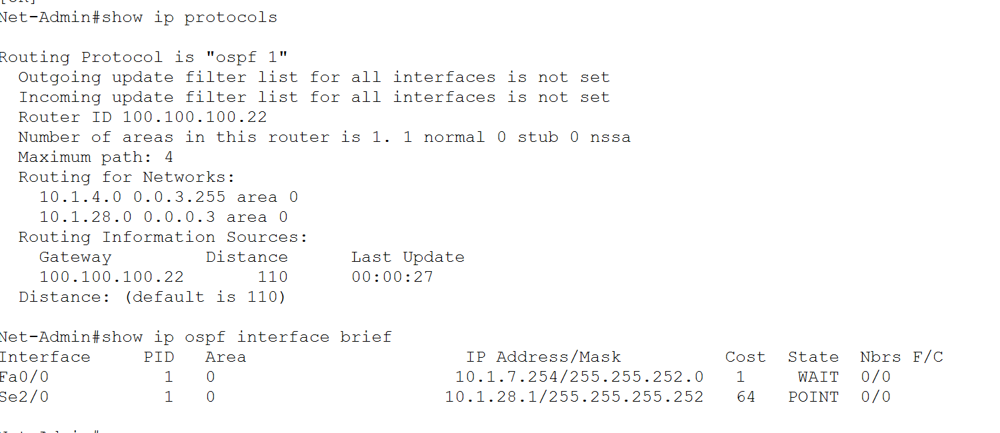 Net-Admin#show ip protocols
Routing Protocol is "ospf 1"
Outgoing update filter list for all interfaces is not set
Incoming update filter list for all interfaces is not set
Router ID 100.100.100.22
Number of areas in this router is 1. 1 normal 0 stub 0 nssa
Maximum path: 4
Routing for Networks:
10.1.4.0 0.0.3.255 area 0
10.1.28.0 0.0.0.3 area 0
Routing Information Sources:
Gateway Distance Last Update
100.100.100.22 110 00:00:27
Distance: (default is 110)
Net-Admin#show ip ospf interface brief
Interface PID Area IP Address/Mask Cost State Nbrs F/C
Fa0/0 1 0 10.1.7.254/255.255.252.0 1 WAIT 0/0
Se2/0 1 0 10.1.28.1/255.255.255.252 64 POINT 0/0